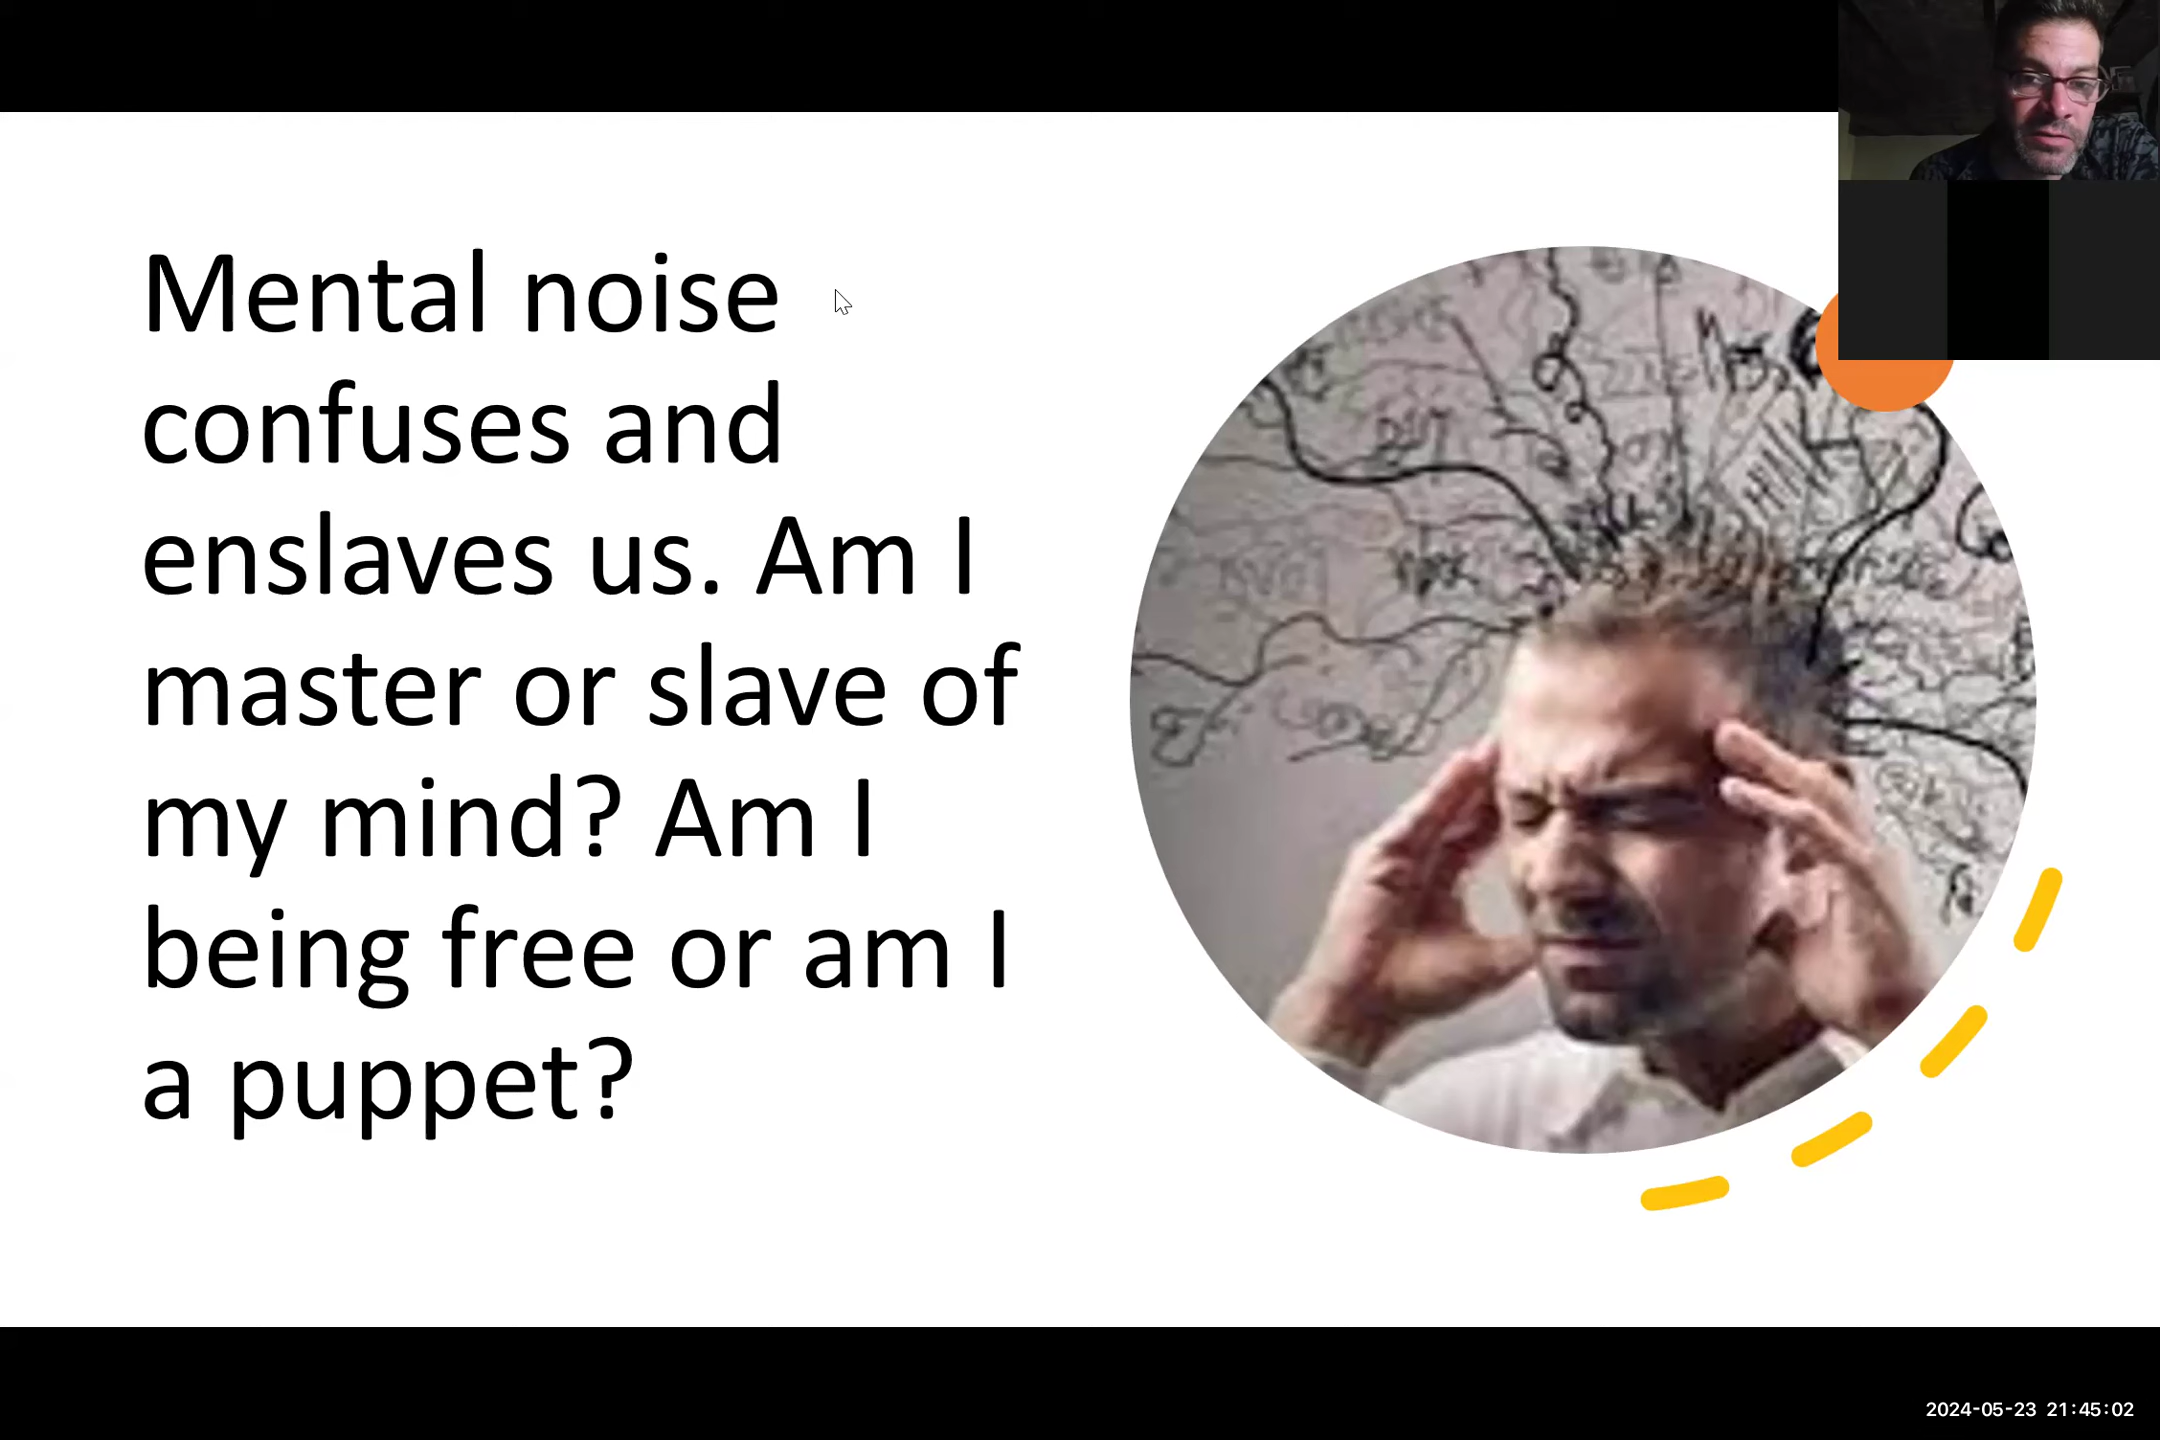 Mental noise
confuses and
enslaves us. Am I
master or slave of
my mind? Am I
being free or am I
a puppet?
2024-05-23 21:45:02